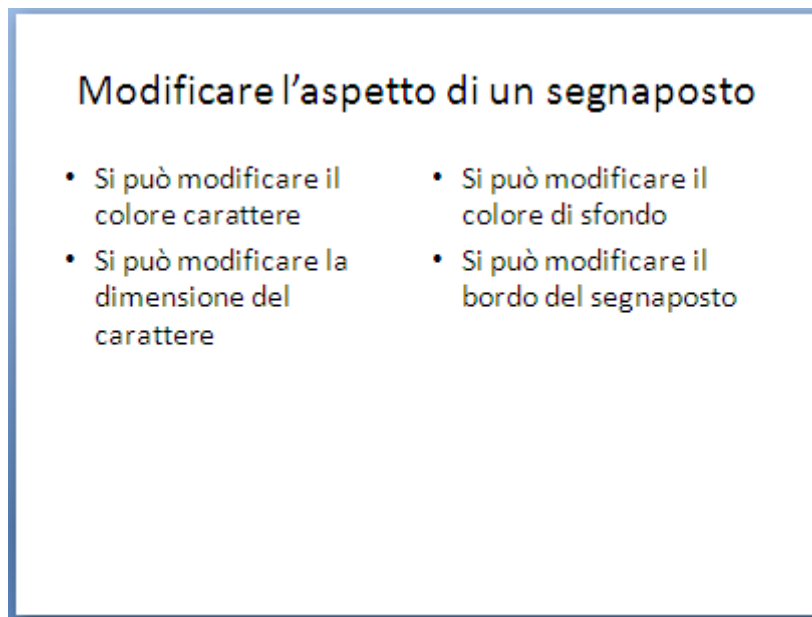 Modificare l'aspetto di un segnaposto
• Si può modificare il
colore carattere
• Si può modificare la
dimensione del
carattere
• Si può modificare il
colore di sfondo
• Si può modificare il
bordo del segnaposto